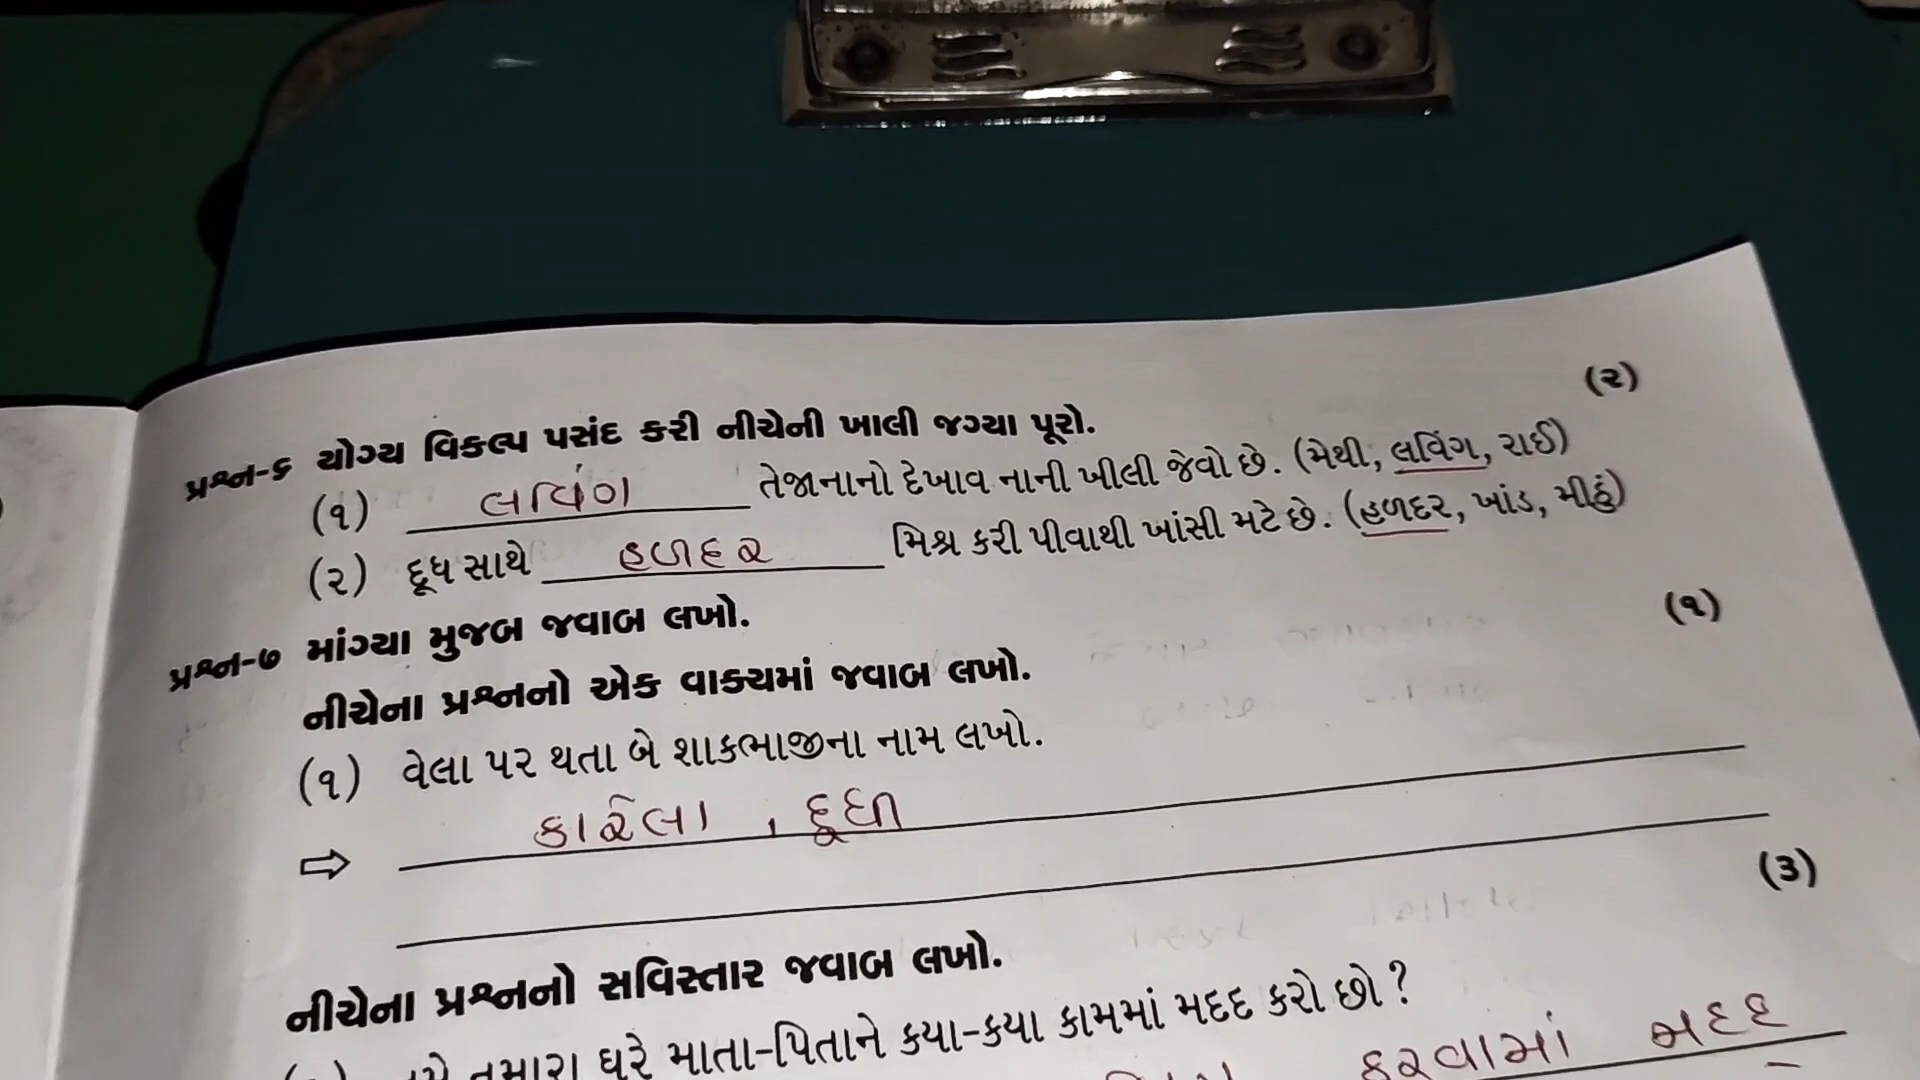 (૨)
પ્રશ્ન-૬ યોગ્ય વિકલ્પ પસંદ કરી નીચેની ખાલી જગ્યા પૂરો.
(૧) લવિંગ તેજાનાનો દેખાવ નાની ખીલી જેવો છે. (મેથી, લવિંગ, રાઈ)
(૨) દૂધ સાથે હળદર મિશ્ર કરી પીવાથી ખાંસી મટે છે. (હળદર, ખાંડ, મીઠું)
પ્રશ્ન-૭ માંગ્યા મુજબ જવાબ લખો.
નીચેના પ્રશ્નનો એક વાક્યમાં જવાબ લખો. (૧)
(૧) વેલા પર થતા બે શાકભાજીના નામ લખો.
⇨ કારેલા , દૂધી
નીચેના પ્રશ્નનો સવિસ્તાર જવાબ લખો. (૩)
તમારા ઘરે માતા-પિતાને કયા-કયા કામમાં મદદ કરો છો ?
કરવામાં મદદ